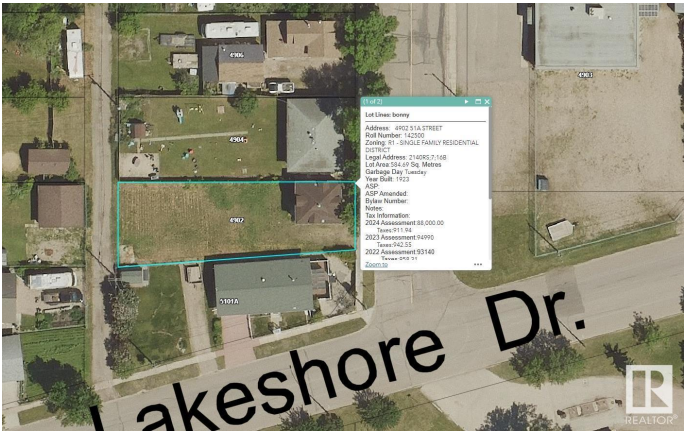 4906
4903
(1 of 2)
Lot Lines: bonny
Address: 4902 51A STREET
Roll Number: 142500
Zoning: R1 - SINGLE FAMILY RESIDENTIAL
DISTRICT
Legal Address: 2140RS;7;16B
Lot Area:584.69 Sq. Metres
Garbage Day Tuesday
Year Built: 1923
ASP:
ASP Amended:
Bylaw Number:
Notes:
Tax Information:
2024 Assessment:88,000.00
Taxes:911.94
2023 Assessment:94990
Taxes:942.55
2022 Assessment:93140
Taxes:958.31
Zoom to
4904
4902
5101A
Lakeshore Dr.
R
REALTOR®